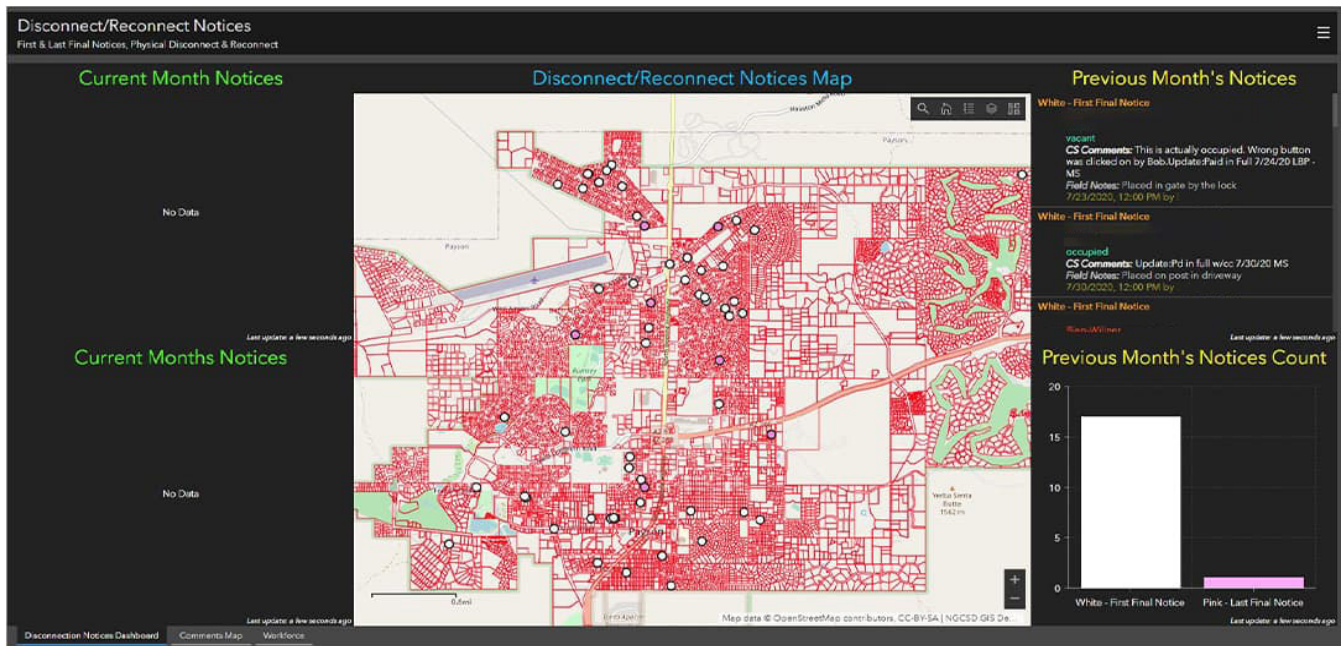 Disconnect/Reconnect Notices
First & Last Final Notices, Physical Disconnect & Reconnect
Current Month Notices
No Data
Last update: a few seconds ago
Current Months Notices
No Data
Last update: a few seconds ago
Disconnect/Reconnect Notices Map
Payson
Payson
Rumsey
Payson
1562 m
0.6mi
+
−
Map data © OpenStreetMap contributors, CC-BY-SA | NGCSD GIS De...
Previous Month's Notices
White - First Final Notice
vacant
CS Comments: This is actually occupied. Wrong button
was clicked on by Bob.Update:Paid in Full 7/24/20 LBP -
MS
Field Notes: Placed in gate by the lock
7/23/2020, 12:00 PM by
White - First Final Notice
occupied
CS Comments: Update:Pd in full w/cc 7/30/20 MS
Field Notes: Placed on post in driveway
7/30/2020, 12:00 PM by
White - First Final Notice
Last update: a few seconds ago
Previous Month's Notices Count
20
15
10
5
0
White - First Final Notice
Pink - Last Final Notice
Last update: a few seconds ago
Disconnection Notices Dashboard
Comments Map
Workforce